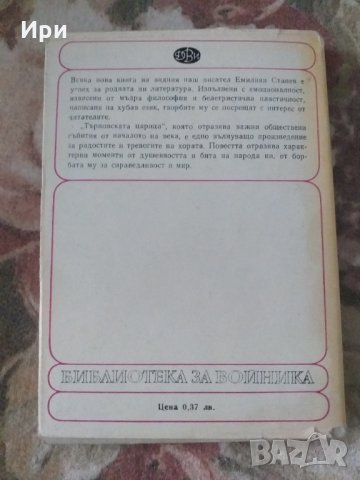 Ири
ДВИ
Всяка нова книга на видния наш писател Емилиян Станев е
успех за родната ни литература. Изпълнени с емоционалност,
изнесени от мъдра философия и белетристична пластичност,
написани на хубав език, творбите му се посрещат с интерес от
читателите.
„Търновската царица", която отразява важни обществени
събития от началото на века, е едно вълнуващо произведение
за радостите и тревогите на хората. Повестта отразява харак-
терни моменти от душевността и бита на народа ни, от бор-
бата му за справедливост и мир.
БИБЛИОТЕКА ЗА ВОЙНИКА
Цена 0,37 лв.
BAZAR.bg